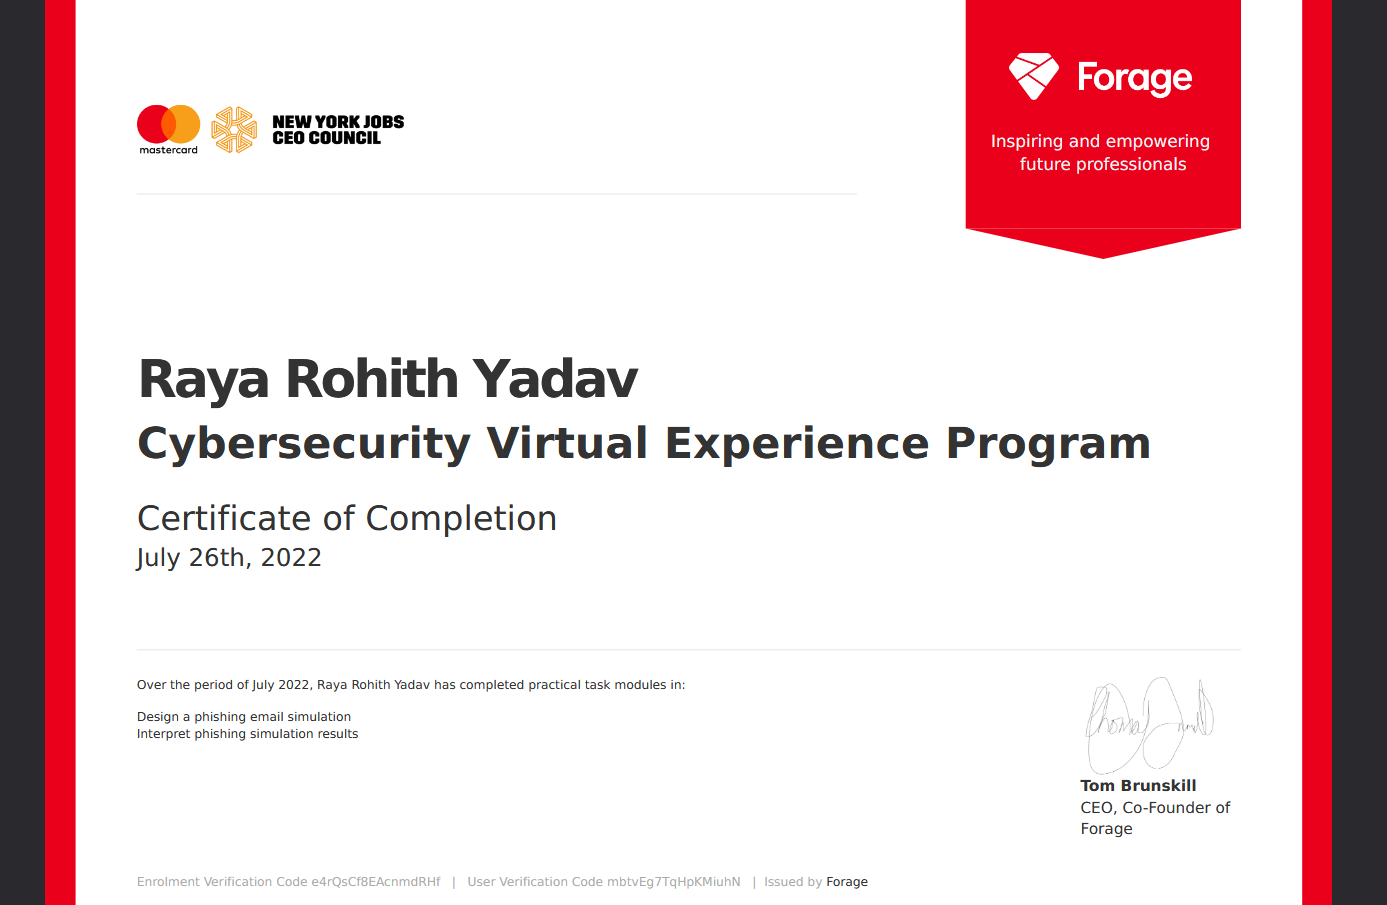 mastercard
NEW YORK JOBS
CEO COUNCIL
Forage
Inspiring and empowering
future professionals
Raya Rohith Yadav
Cybersecurity Virtual Experience Program
Certificate of Completion
July 26th, 2022
Over the period of July 2022, Raya Rohith Yadav has completed practical task modules in:
Design a phishing email simulation
Interpret phishing simulation results
Tom Brunskill
CEO, Co-Founder of
Forage
Enrolment Verification Code e4rQsCf8EAcnmdRHf | User Verification Code mbtvEg7TqHpKMiuhN | Issued by Forage